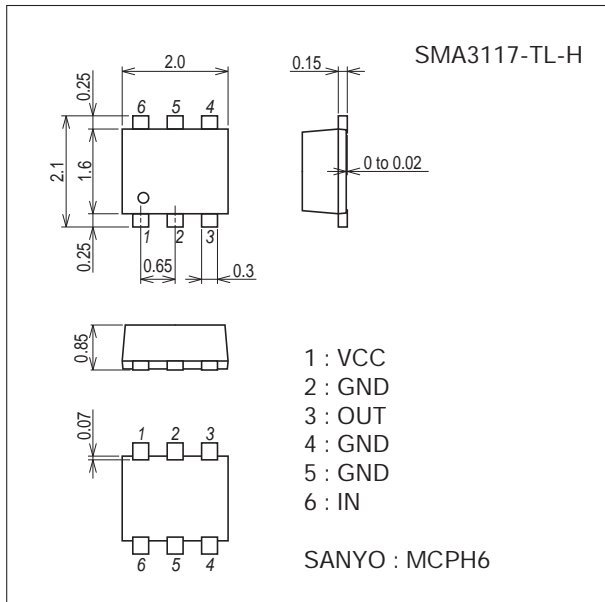 SMA3117-TL-H
2.0
0.15
0.25
6 5 4
2.1
1.6
0 to 0.02
0.25
1 2 3
0.65
0.3
0.85
0.07
1 2 3
6 5 4
1 : VCC
2 : GND
3 : OUT
4 : GND
5 : GND
6 : IN
SANYO : MCPH6